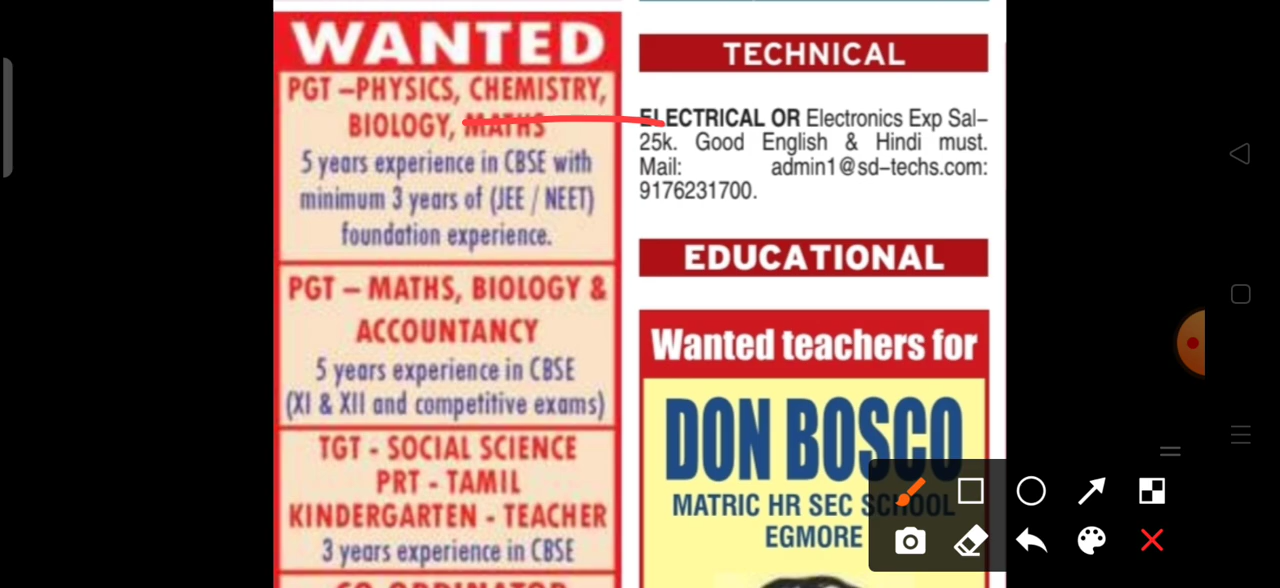 WANTED
PGT –PHYSICS, CHEMISTRY,
BIOLOGY, MATHS
5 years experience in CBSE with
minimum 3 years of (JEE / NEET)
foundation experience.
PGT – MATHS, BIOLOGY &
ACCOUNTANCY
5 years experience in CBSE
(XI & XII and competitive exams)
TGT - SOCIAL SCIENCE
PRT - TAMIL
KINDERGARTEN - TEACHER
3 years experience in CBSE
CO-ORDINATOR
TECHNICAL
ELECTRICAL OR Electronics Exp Sal–
25k. Good English & Hindi must.
Mail: admin1@sd–techs.com:
9176231700.
EDUCATIONAL
Wanted teachers for
DON BOSCO
MATRIC HR SEC SCHOOL
EGMORE